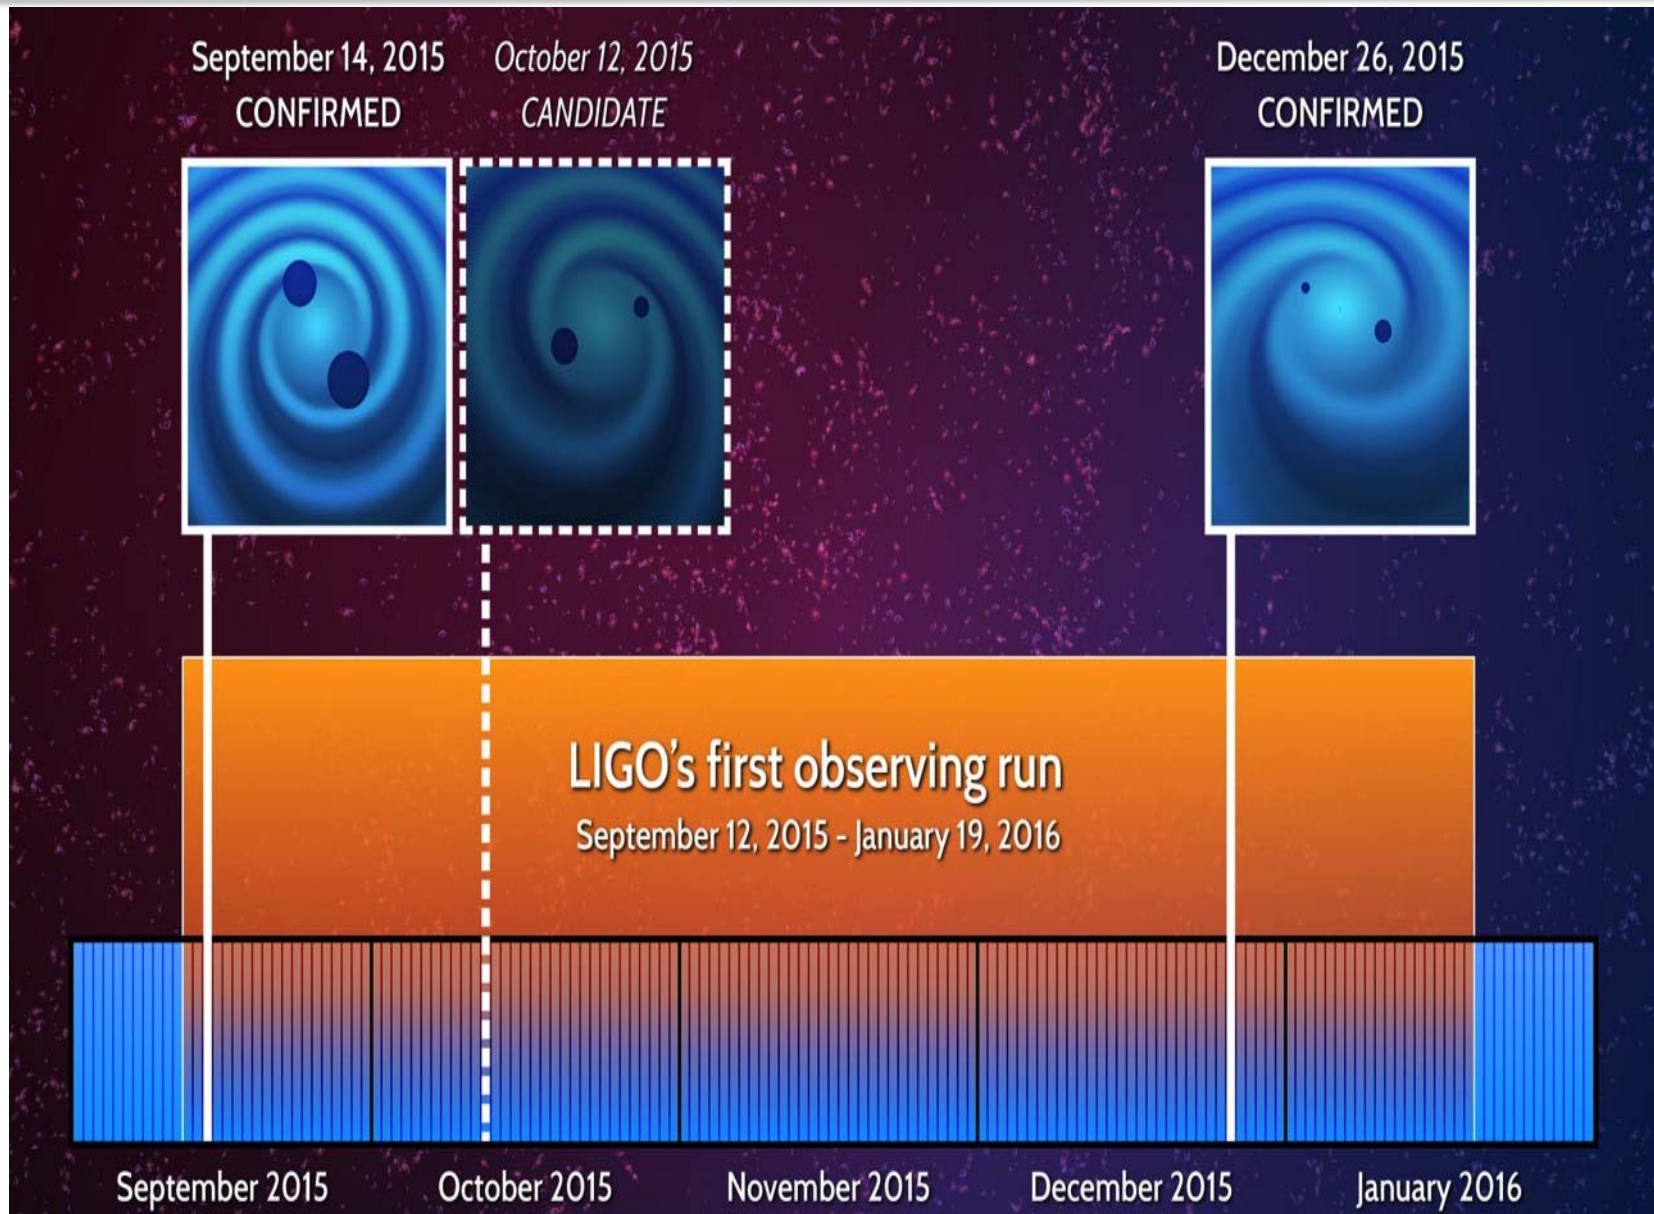 September 14, 2015
CONFIRMED
October 12, 2015
CANDIDATE
December 26, 2015
CONFIRMED
LIGO's first observing run
September 12, 2015 - January 19, 2016
September 2015
October 2015
November 2015
December 2015
January 2016